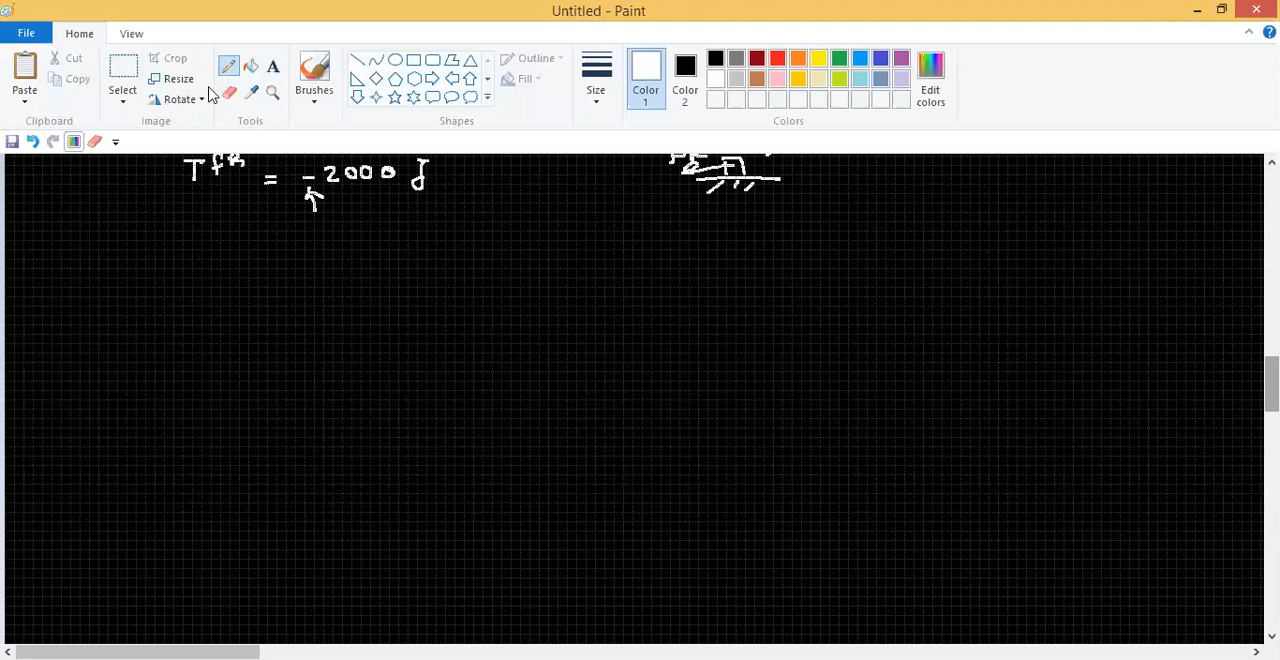 Untitled - Paint
File
Home
View
Paste
Cut
Copy
Clipboard
Select
Crop
Resize
Rotate
Image
A
Tools
Brushes
Shapes
Outline
Fill
Size
Color 1
Color 2
Edit colors
Colors
T fr = -2000 J